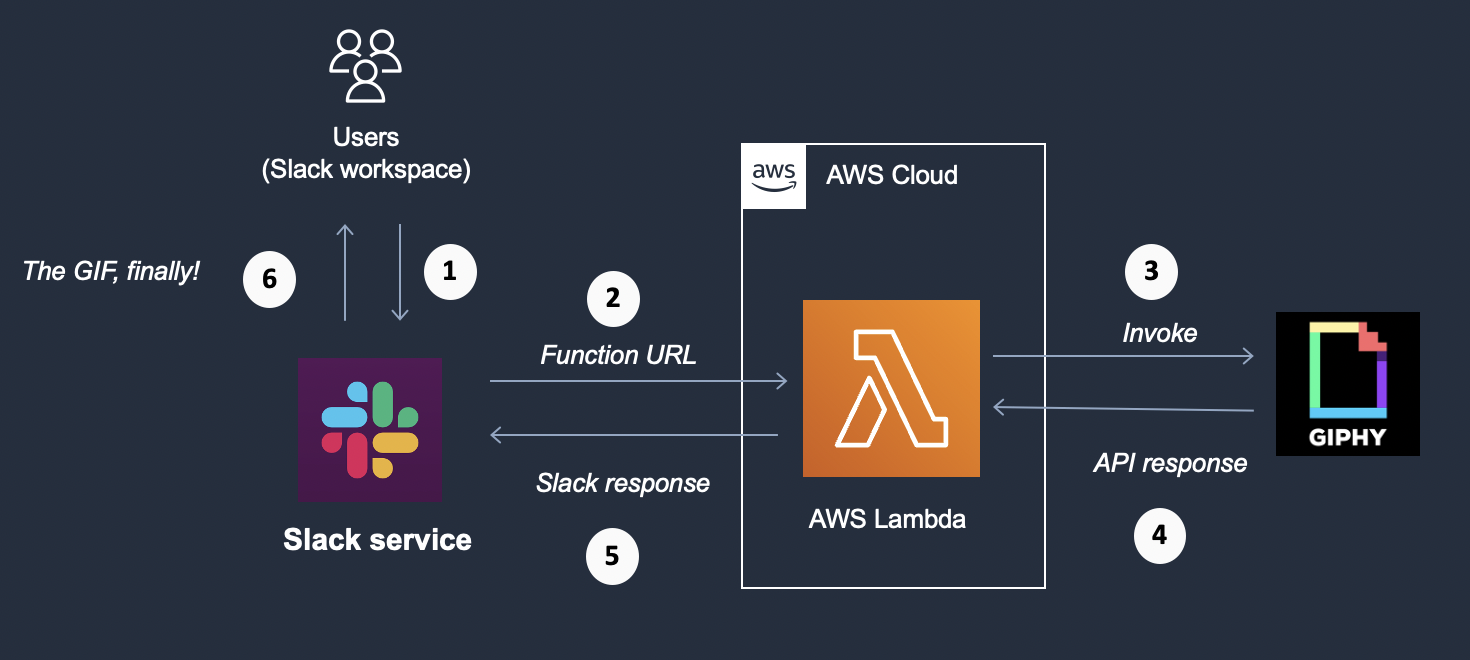 Users
(Slack workspace)
aws
AWS Cloud
The GIF, finally!
6
1
2
3
Function URL
Invoke
GIPHY
Slack response
API response
AWS Lambda
Slack service
5
4